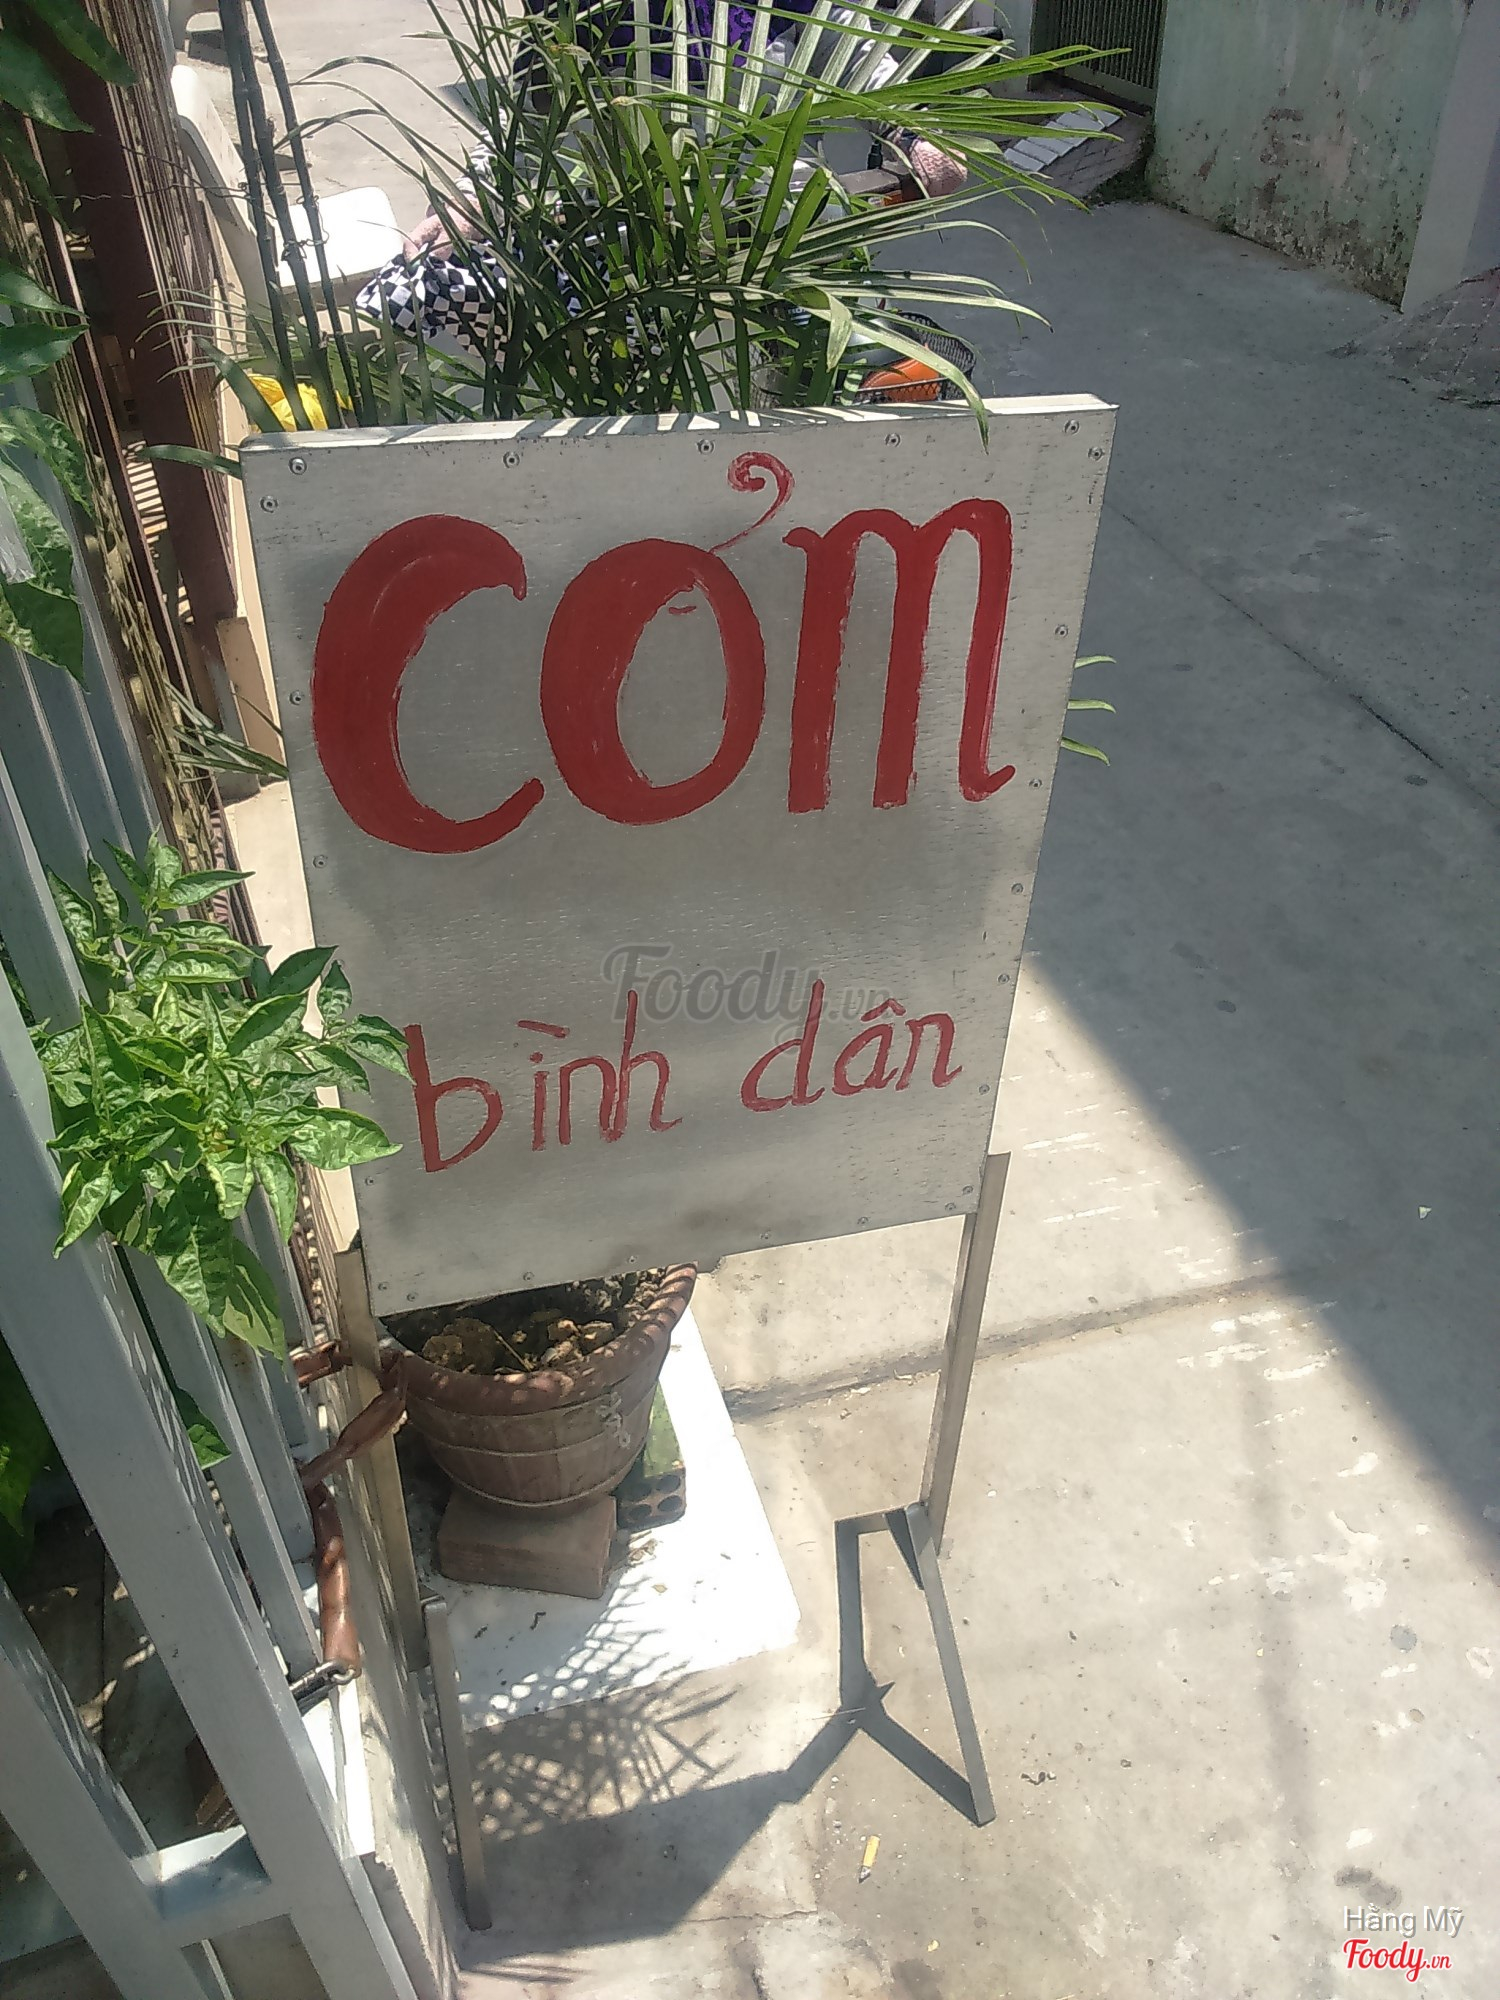 Cơm
Foody.vn
bình dân
Hằng Mỹ
Foody.vn